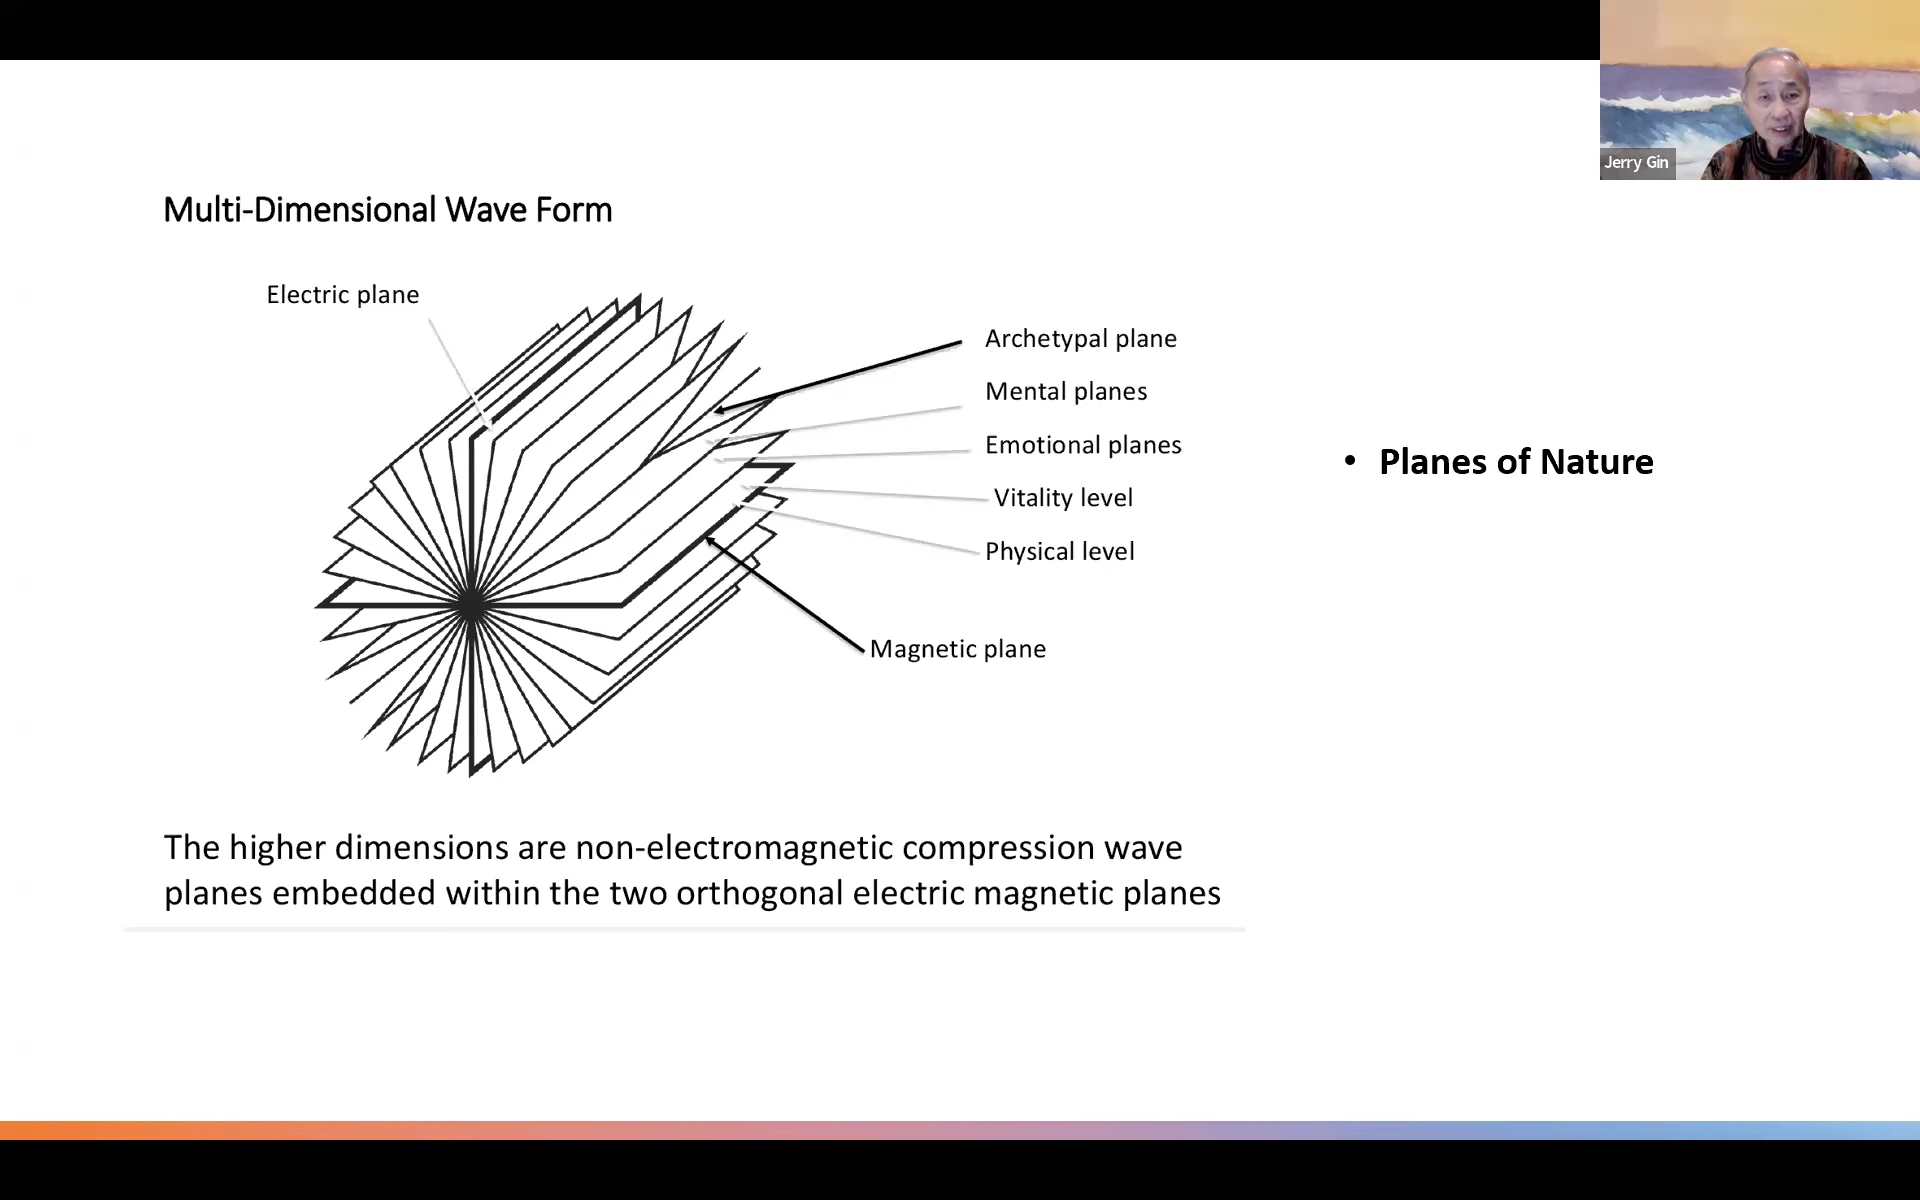 Jerry Gin
Multi-Dimensional Wave Form
Electric plane
Archetypal plane
Mental planes
Emotional planes
Vitality level
Physical level
Magnetic plane
• Planes of Nature
The higher dimensions are non-electromagnetic compression wave
planes embedded within the two orthogonal electric magnetic planes